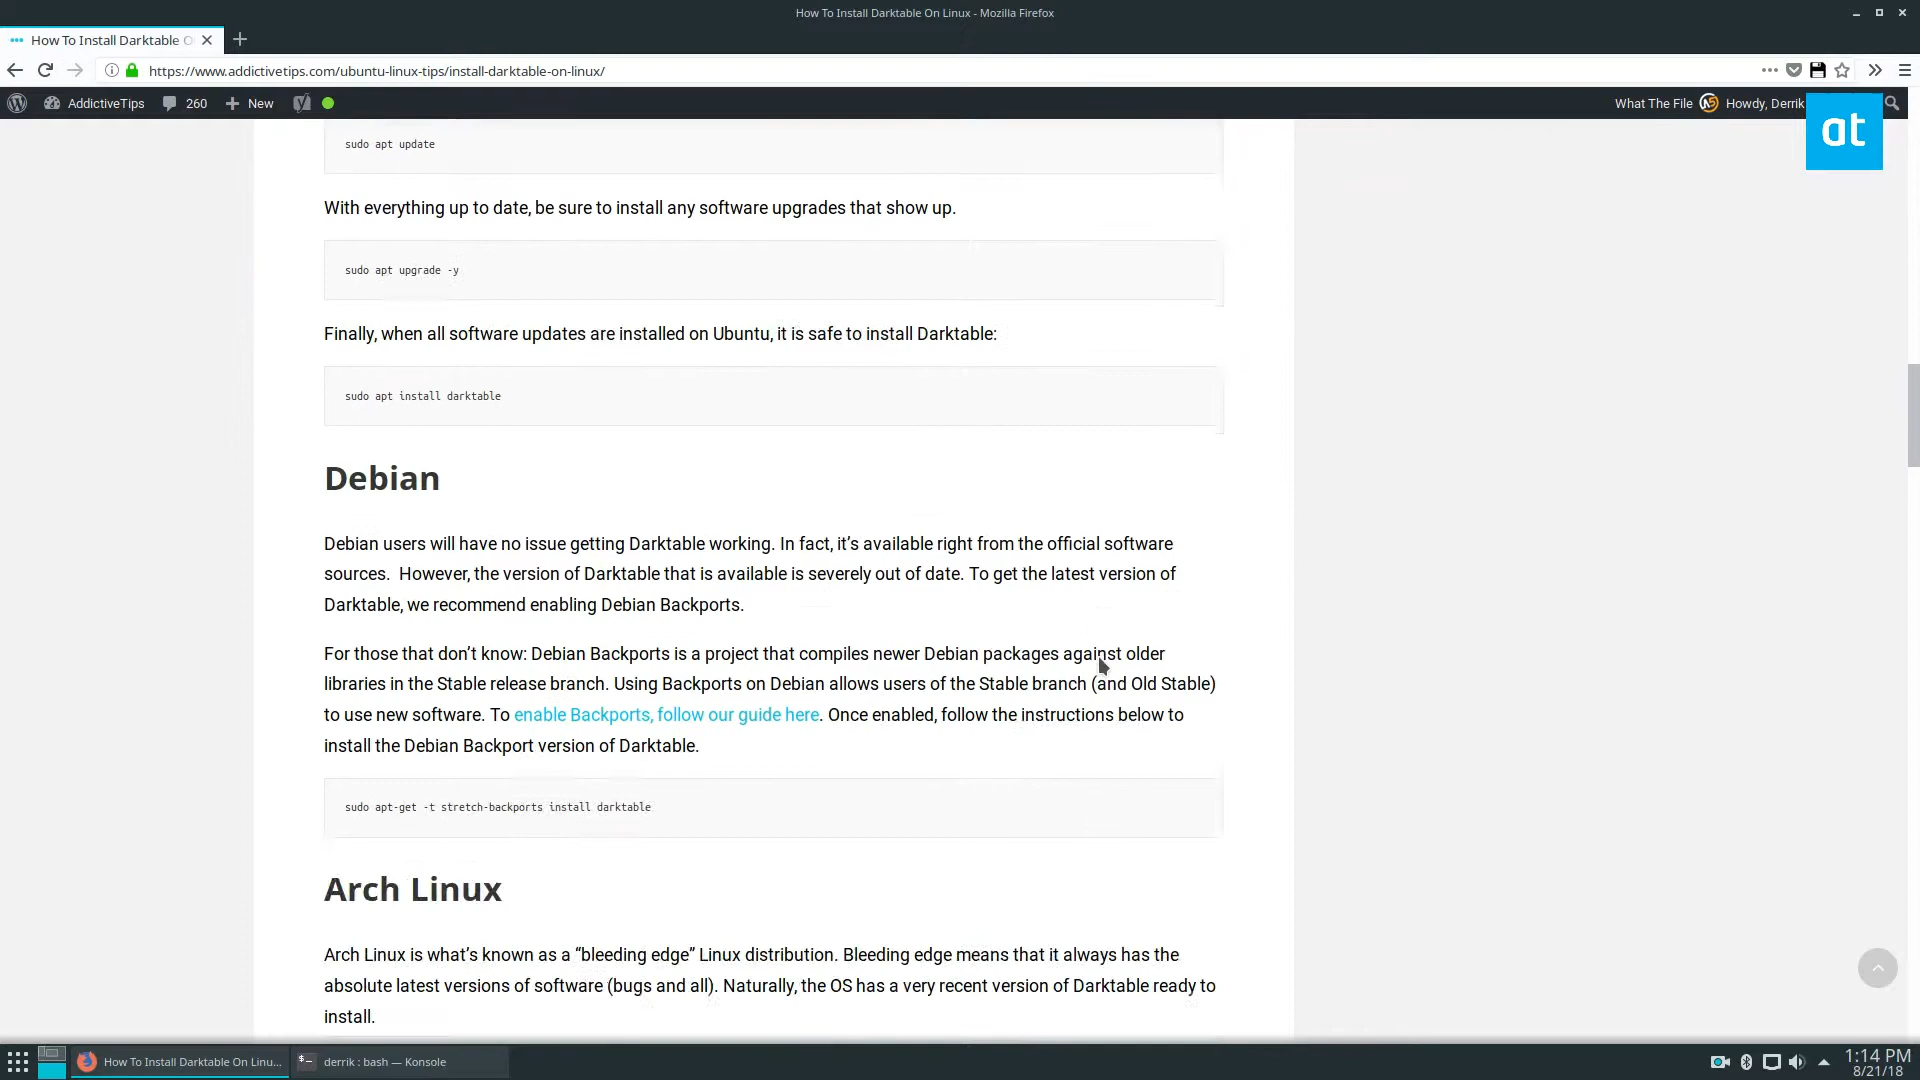 How To Install Darktable On Linux - Mozilla Firefox
How To Install Darktable O
https://www.addictivetips.com/ubuntu-linux-tips/install-darktable-on-linux/
AddictiveTips 260 New
What The File Howdy, Derrik
at
sudo apt update
With everything up to date, be sure to install any software upgrades that show up.
sudo apt upgrade -y
Finally, when all software updates are installed on Ubuntu, it is safe to install Darktable:
sudo apt install darktable
Debian
Debian users will have no issue getting Darktable working. In fact, it’s available right from the official software
sources.  However, the version of Darktable that is available is severely out of date. To get the latest version of
Darktable, we recommend enabling Debian Backports.
For those that don’t know: Debian Backports is a project that compiles newer Debian packages against older
libraries in the Stable release branch. Using Backports on Debian allows users of the Stable branch (and Old Stable)
to use new software. To enable Backports, follow our guide here. Once enabled, follow the instructions below to
install the Debian Backport version of Darktable.
sudo apt-get -t stretch-backports install darktable
Arch Linux
Arch Linux is what’s known as a “bleeding edge” Linux distribution. Bleeding edge means that it always has the
absolute latest versions of software (bugs and all). Naturally, the OS has a very recent version of Darktable ready to
install.
How To Install Darktable On Linu...
derrik : bash — Konsole
1:14 PM
8/21/18